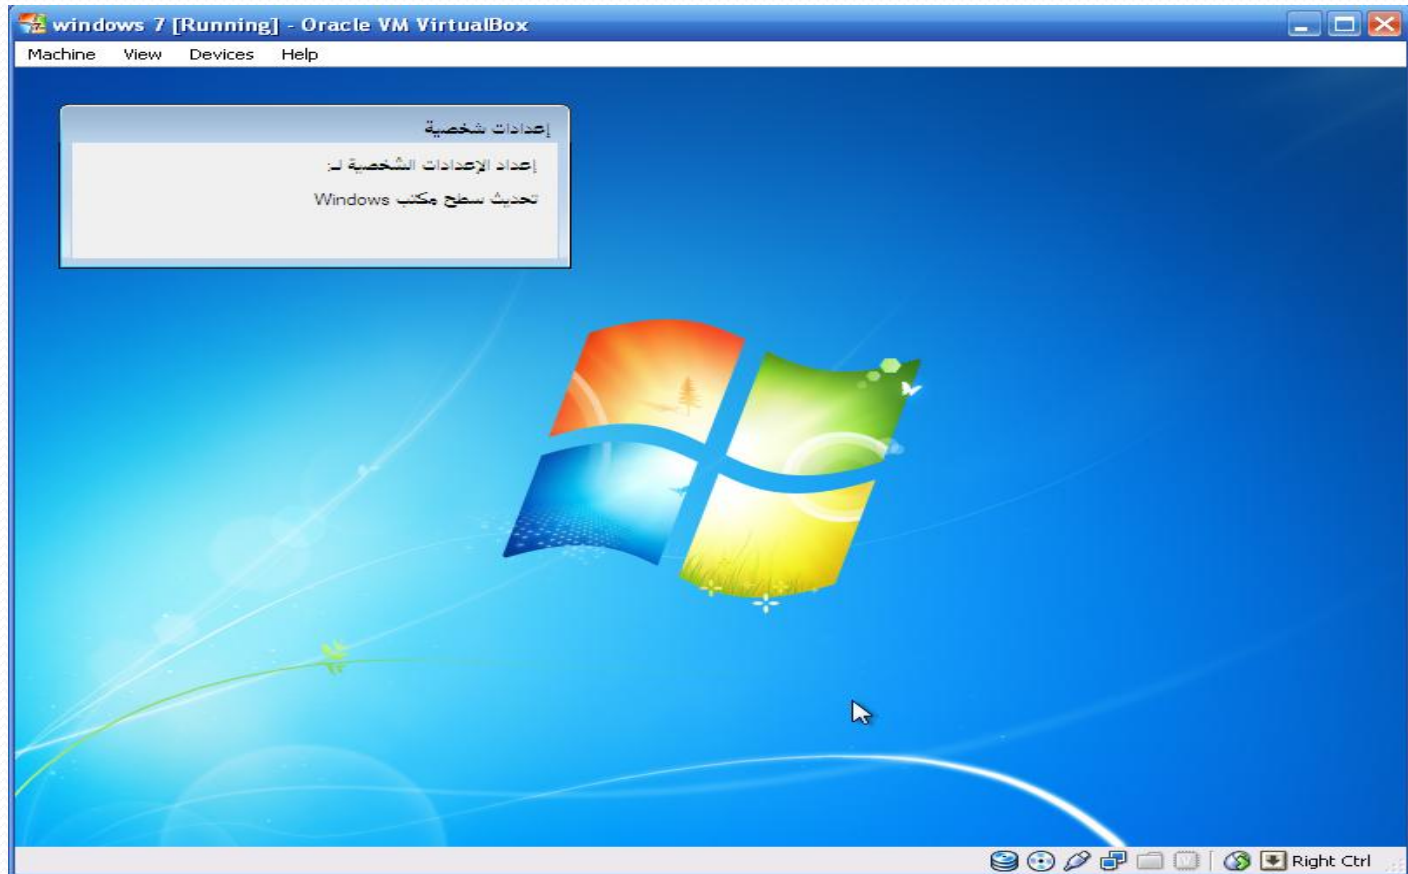 windows 7 [Running] - Oracle VM VirtualBox
Machine View Devices Help
إعدادات شخصية
إعداد الإعدادات الشخصية لـ:
تحديث سطح مكتب Windows
Right Ctrl